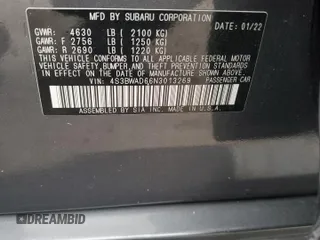 MFD BY SUBARU CORPORATION DATE 01/22
GVWR: 4630 LB ( 2100 KG)
GAWR F 2756 LB ( 1250 KG)
GAWR R 2690 LB ( 1220 KG)
THIS VEHICLE CONFORMS TO ALL APPLICABLE
FEDERAL MOTOR VEHICLE
SAFETY, BUMPER, AND THEFT PREVENTION
STANDARDS IN EFFECT ON THE DATE OF
MANUFACTURE SHOWN ABOVE.
VIN: 4S3BWAD66N3013269 PASSENGER CAR
ASSEMBLED BY SIA INC. MADE IN U.S.A.
DREAMBID